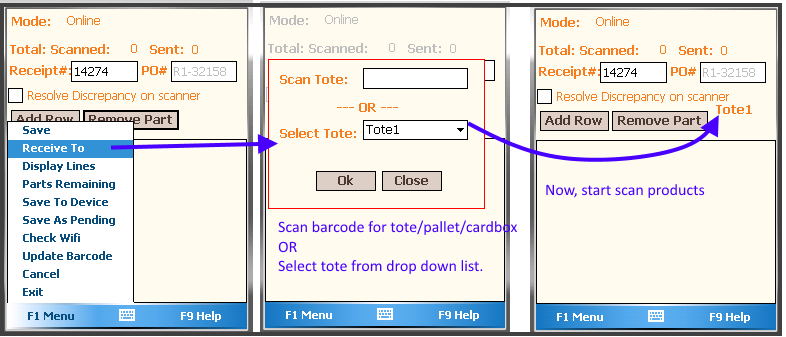 Mode: Online
Total: Scanned: 0 Sent: 0
Receipt#: 14274 PO# R1-32158
Resolve Discrepancy on scanner
Add Row Remove Part
Save
Receive To
Display Lines
Parts Remaining
Save To Device
Save As Pending
Check Wifi
Update Barcode
Cancel
Exit
F1 Menu F9 Help
Mode: Online
Total: Scanned: 0 Sent: 0
Scan Tote:
--- OR ---
Select Tote: Tote1
Ok Close
Scan barcode for tote/pallet/cardbox
OR
Select tote from drop down list.
F1 Menu F9 Help
Mode: Online
Total: Scanned: 0 Sent: 0
Receipt#: 14274 PO# R1-32158
Resolve Discrepancy on scanner
Tote1
Add Row Remove Part
Now, start scan products
F1 Menu F9 Help